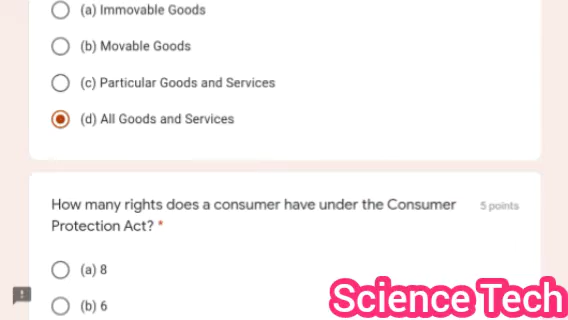 (a) Immovable Goods
(b) Movable Goods
(c) Particular Goods and Services
(d) All Goods and Services
How many rights does a consumer have under the Consumer 5 points
Protection Act? *
(a) 8
(b) 6
Science Tech